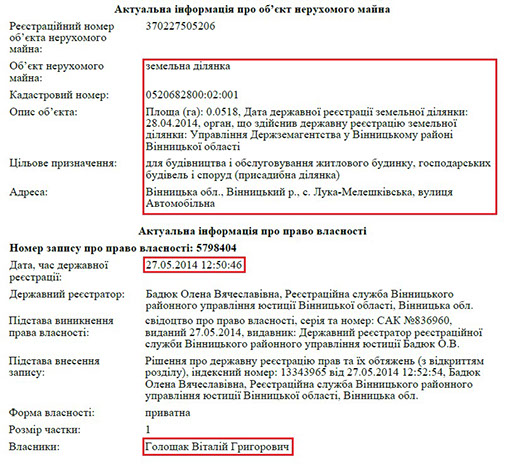 Актуальна інформація про об’єкт нерухомого майна
Реєстраційний номер 370227505206
об’єкта нерухомого
майна:
Об’єкт нерухомого земельна ділянка
майна:
Кадастровий номер: 0520682800:02:001
Опис об’єкта: Площа (га): 0.0518, Дата державної реєстрації земельної ділянки:
28.04.2014, орган, що здійснив державну реєстрацію земельної
ділянки: Управління Держземагентства у Вінницькому районі
Вінницької області
Цільове призначення: для будівництва і обслуговування житлового будинку, господарських
будівель і споруд (присадибна ділянка)
Адреса: Вінницька обл., Вінницький р., с. Лука-Мелешківська, вулиця
Автомобільна
Актуальна інформація про право власності
Номер запису про право власності: 5798404
Дата, час державної 27.05.2014 12:50:46
реєстрації:
Державний реєстратор: Бадюк Олена Вячеславівна, Реєстраційна служба Вінницького
районного управління юстиції Вінницької області, Вінницька обл.
Підстава виникнення свідоцтво про право власності, серія та номер: САК №836960,
права власності: виданий 27.05.2014, видавник: Державний реєстратор реєстраційної
служби Вінницького районного управління юстиції Бадюк О.В.
Підстава внесення Рішення про державну реєстрацію прав та їх обтяжень (з відкриттям
запису: розділу), індексний номер: 13343965 від 27.05.2014 12:52:54, Бадюк
Олена Вячеславівна, Реєстраційна служба Вінницького районного
управління юстиції Вінницької області, Вінницька обл.
Форма власності: приватна
Розмір частки: 1
Власники: Голощак Віталій Григорович